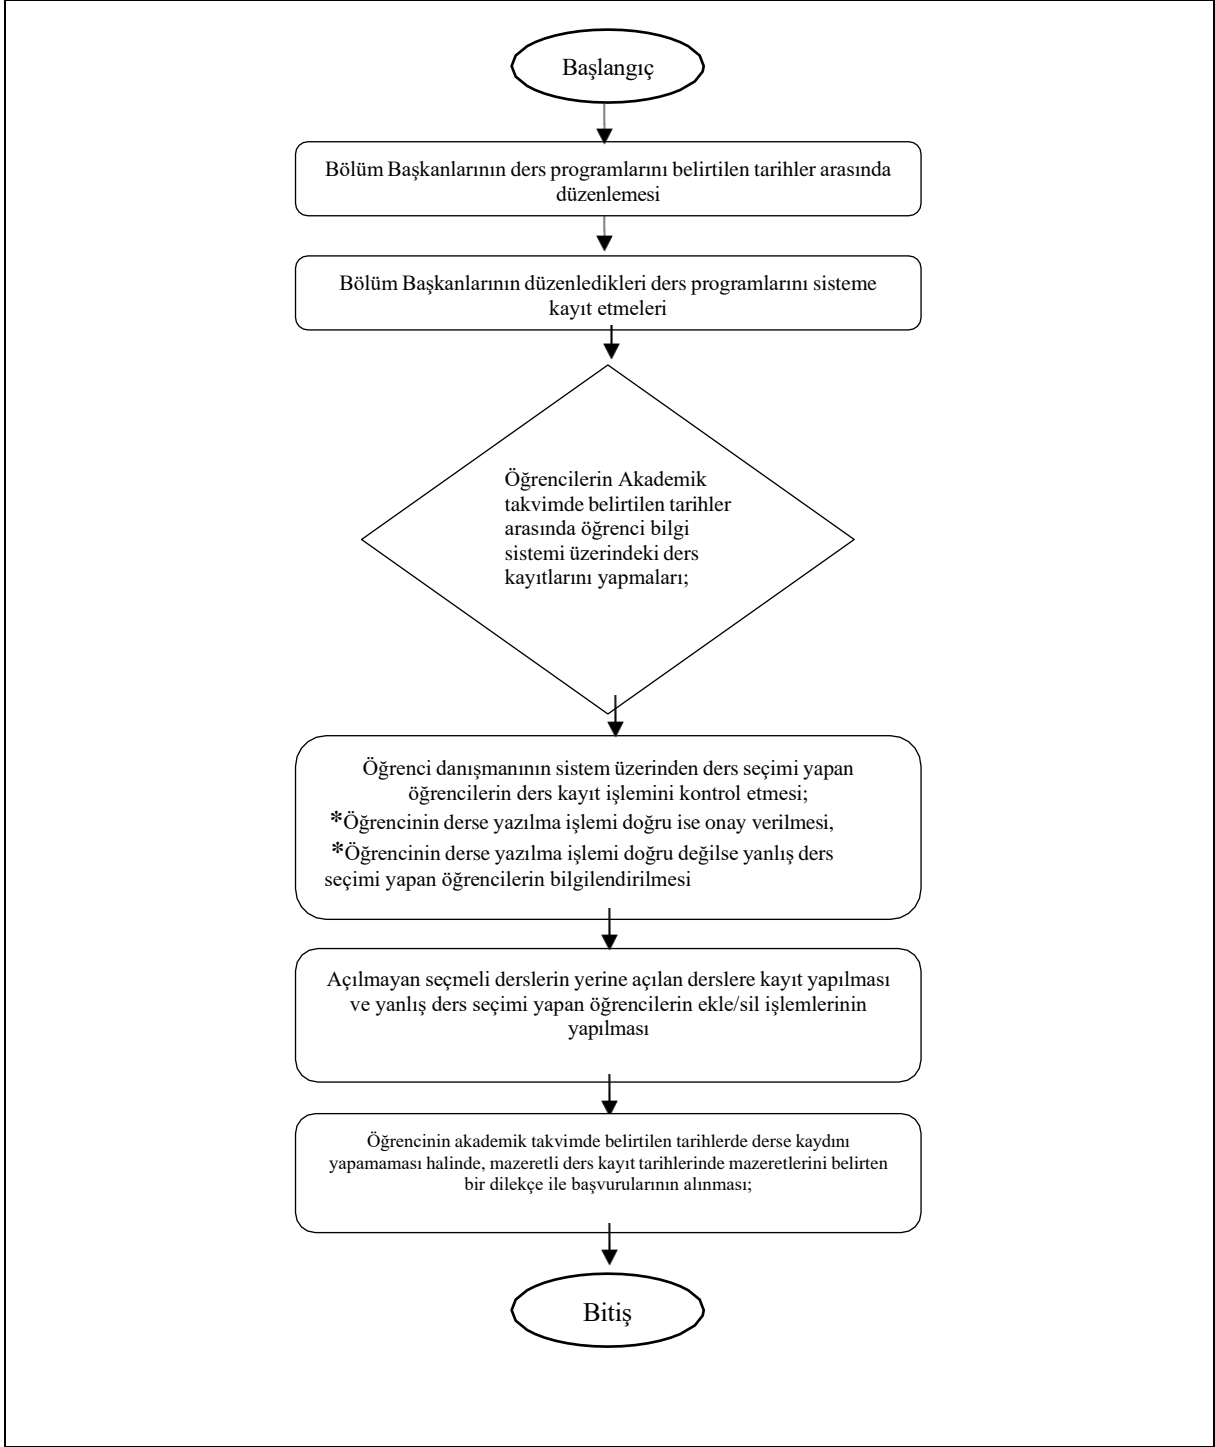 Başlangıç
Bölüm Başkanlarının ders programlarını belirtilen tarihler arasında
düzenlemesi
Bölüm Başkanlarının düzenledikleri ders programlarını sisteme
kayıt etmeleri
Öğrencilerin Akademik
takvimde belirtilen tarihler
arasında öğrenci bilgi
sistemi üzerindeki ders
kayıtlarını yapmaları;
Öğrenci danışmanının sistem üzerinden ders seçimi yapan
öğrencilerin ders kayıt işlemini kontrol etmesi;
*Öğrencinin derse yazılma işlemi doğru ise onay verilmesi,
*Öğrencinin derse yazılma işlemi doğru değilse yanlış ders
seçimi yapan öğrencilerin bilgilendirilmesi
Açılmayan seçmeli derslerin yerine açılan derslere kayıt yapılması
ve yanlış ders seçimi yapan öğrencilerin ekle/sil işlemlerinin
yapılması
Öğrencinin akademik takvimde belirtilen tarihlerde derse kaydını
yapamaması halinde, mazeretli ders kayıt tarihlerinde mazeretlerini belirten
bir dilekçe ile başvurularının alınması;
Bitiş